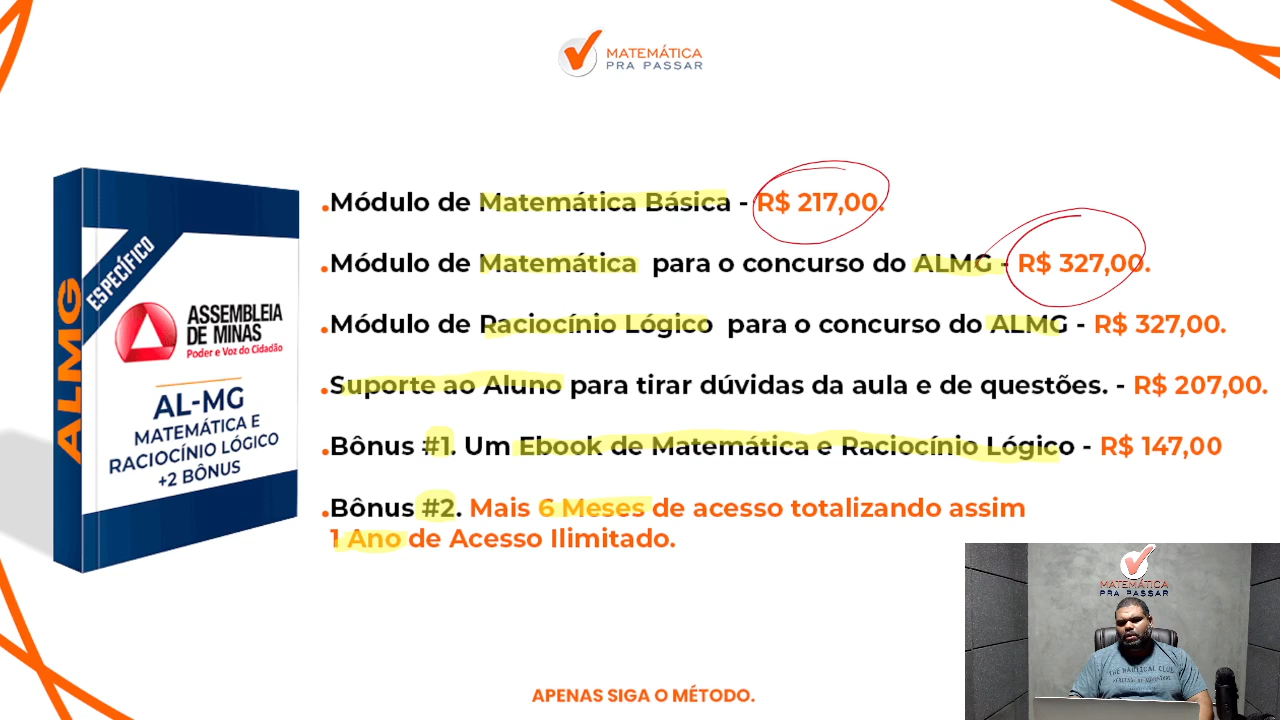 MATEMÁTICA
PRA PASSAR
.Módulo de Matemática Básica - R$ 217,00.
.Módulo de Matemática para o concurso do ALMG - R$ 327,00.
.Módulo de Raciocínio Lógico para o concurso do ALMG - R$ 327,00.
.Suporte ao Aluno para tirar dúvidas da aula e de questões. - R$ 207,00.
.Bônus #1. Um Ebook de Matemática e Raciocínio Lógico - R$ 147,00
.Bônus #2. Mais 6 Meses de acesso totalizando assim
1 Ano de Acesso Ilimitado.
ALMG
ESPECÍFICO
ASSEMBLEIA
DE MINAS
Poder e Voz do Cidadão
AL-MG
MATEMÁTICA E
RACIOCÍNIO LÓGICO
+2 BÔNUS
MATEMÁTICA
PRA PASSAR
THE NAUTICAL CLUB
APENAS SIGA O MÉTODO.